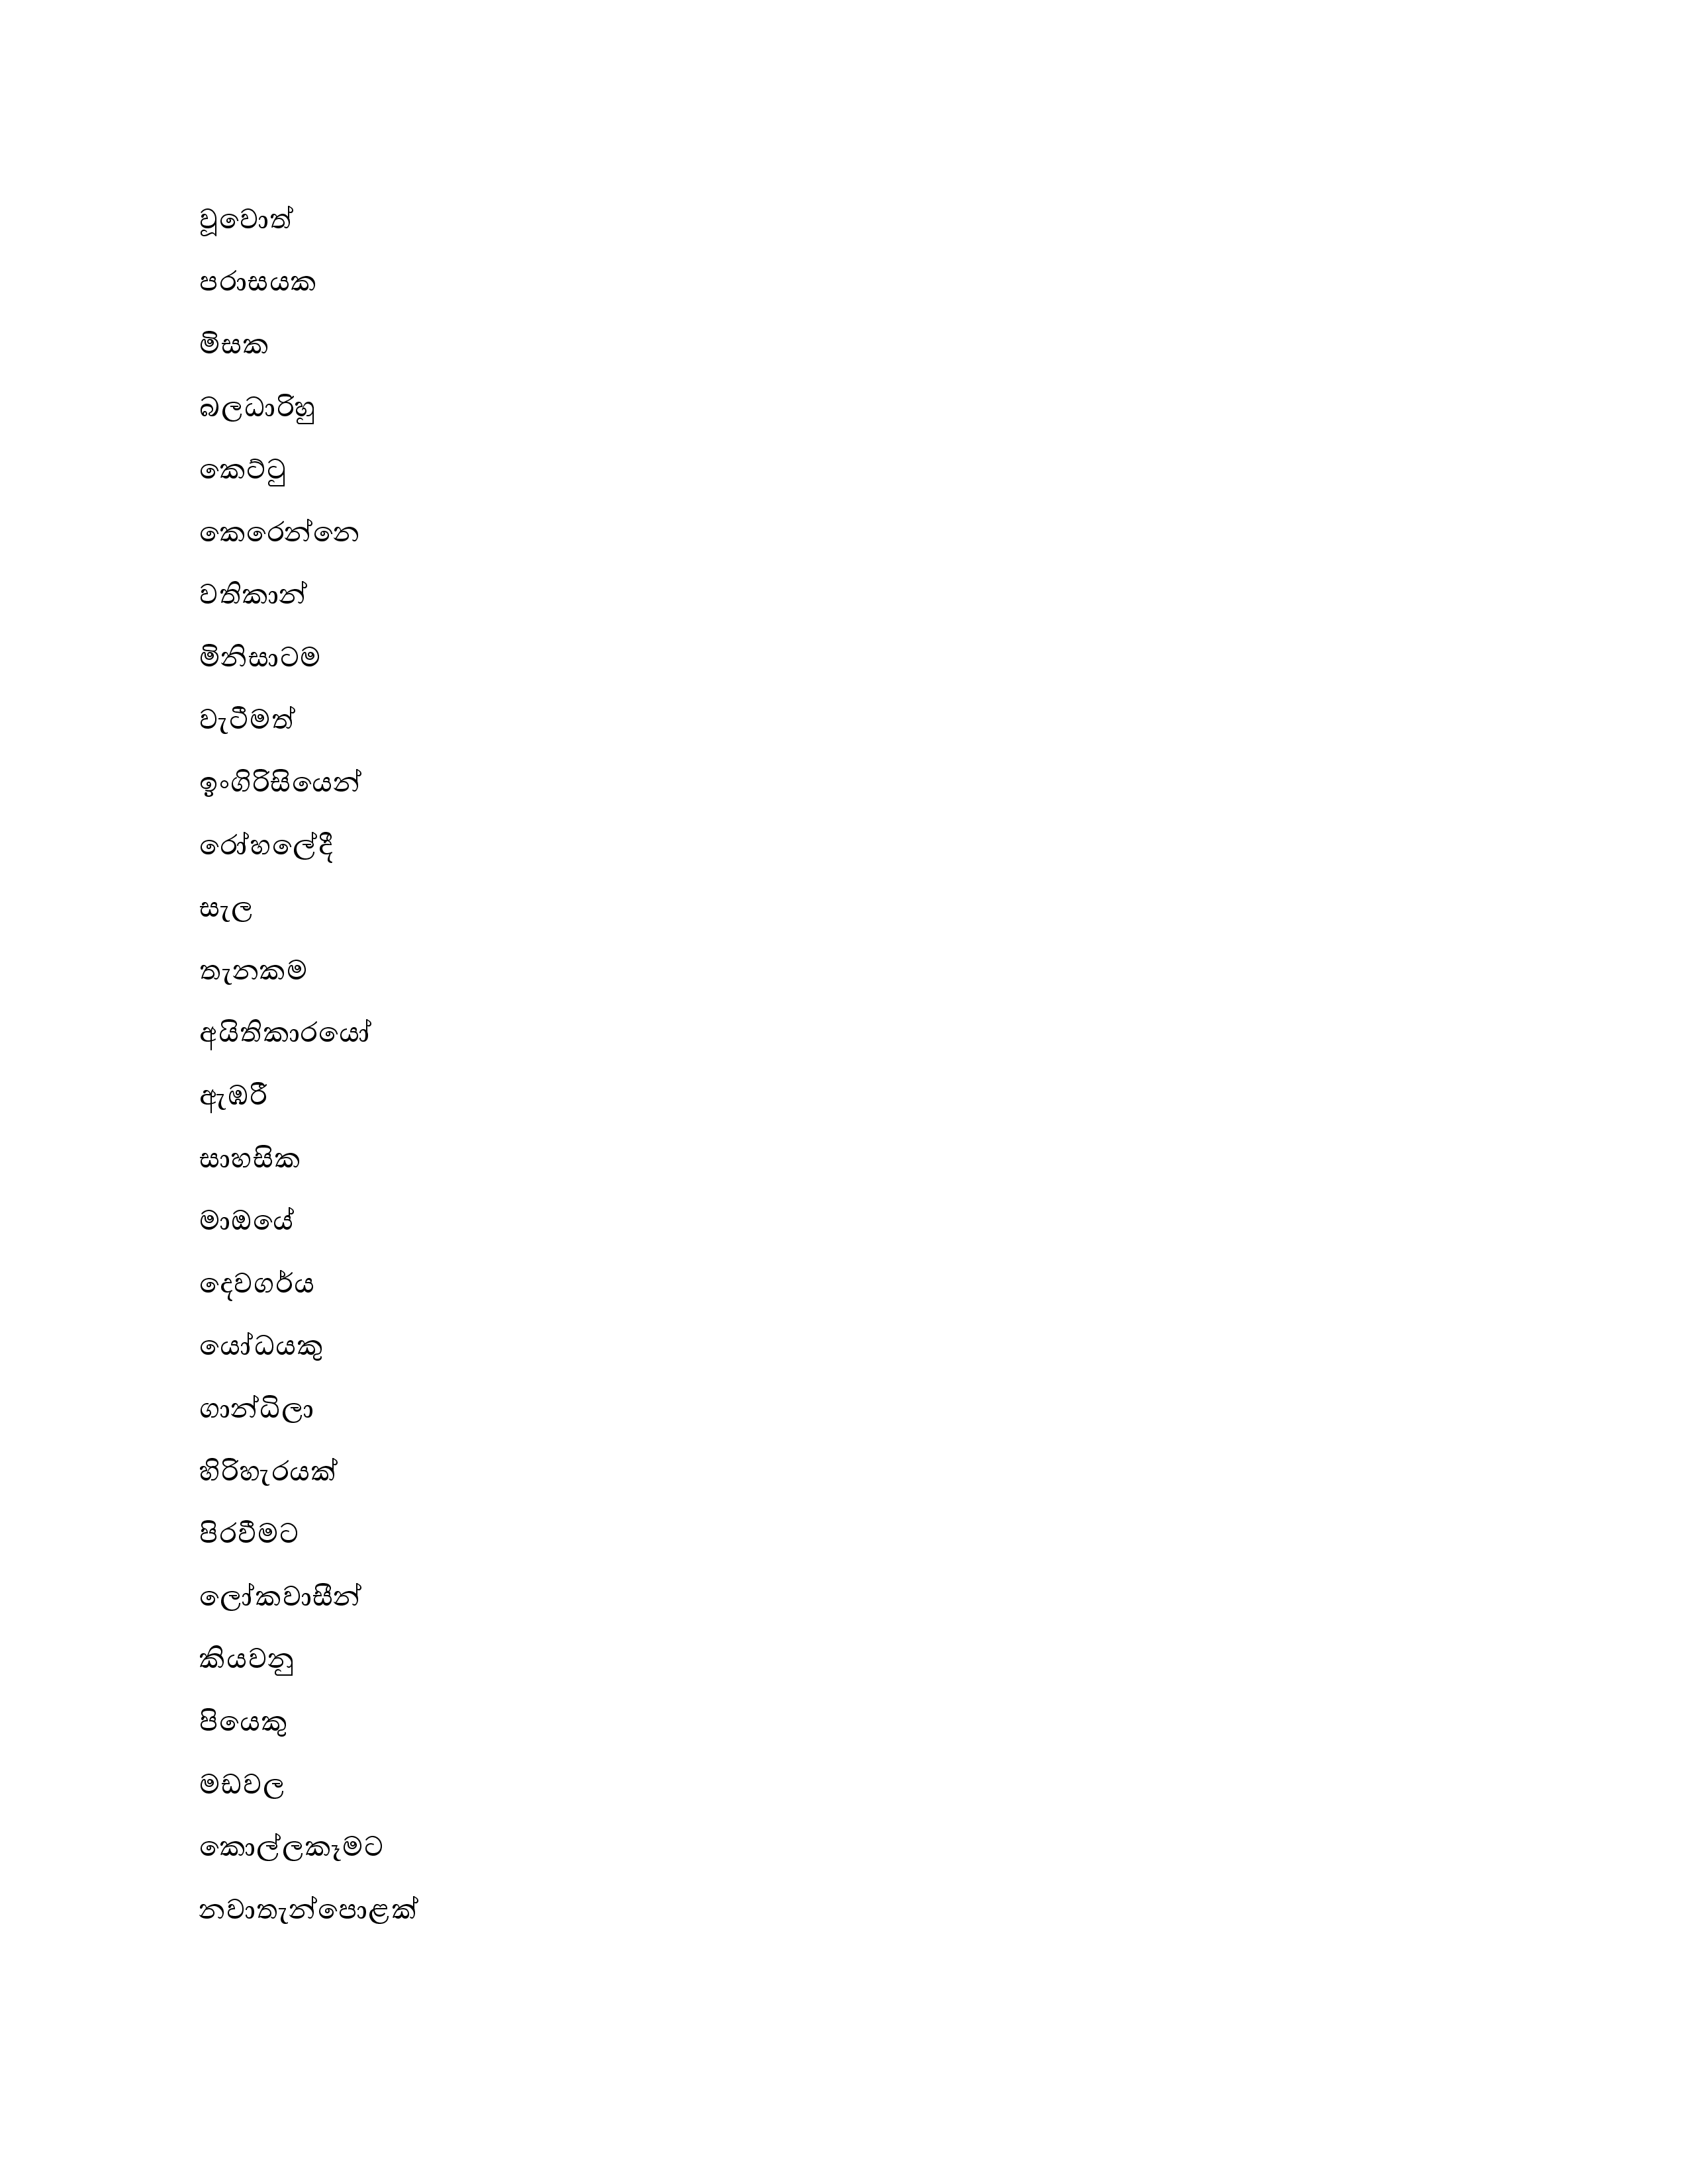 වූවොත්
පරාසයක
මිසක
බලධාරිහු
කෙට්ටු
කෙරෙන්නෙ
වතිකාන්
මිනිසාටම
වැටීමත්
ඉංගිරිසියෙන්
රෝහලේදී
සැල
තැනකම
අයිතිකාරයෝ
ඇඹරී
සාහසික
මාඔයේ
දෙවගර්ය
යෝධයකු
ගාන්ධිලා
හිරිහැරයක්
පිරවීමට
ලෝකවාසීන්
කියවනු
පියෙකු
මඩවල
කොල්ලකෑමට
නවාතැන්පොළක්